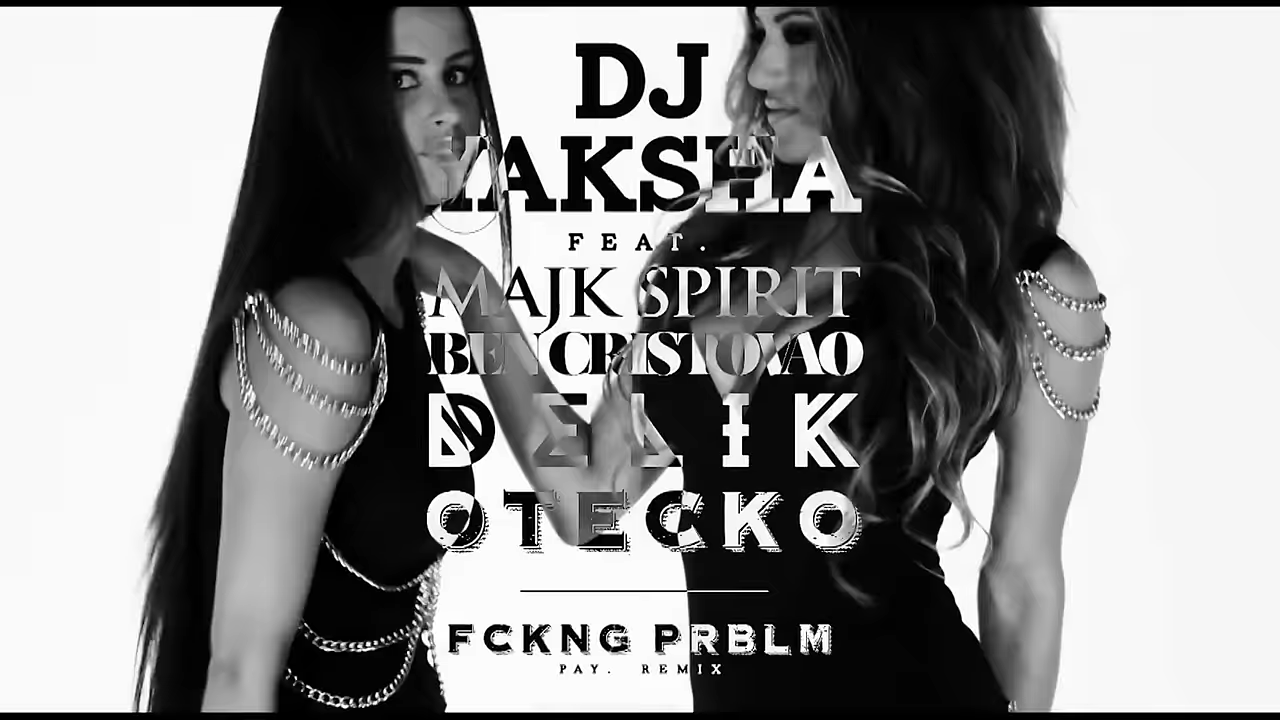 DJ
YAKSHA
FEAT.
MAJK SPIRIT
BEN CRISTOVAO
DELIK
OTECKO
FCKNG PRBLM
PAY. REMIX